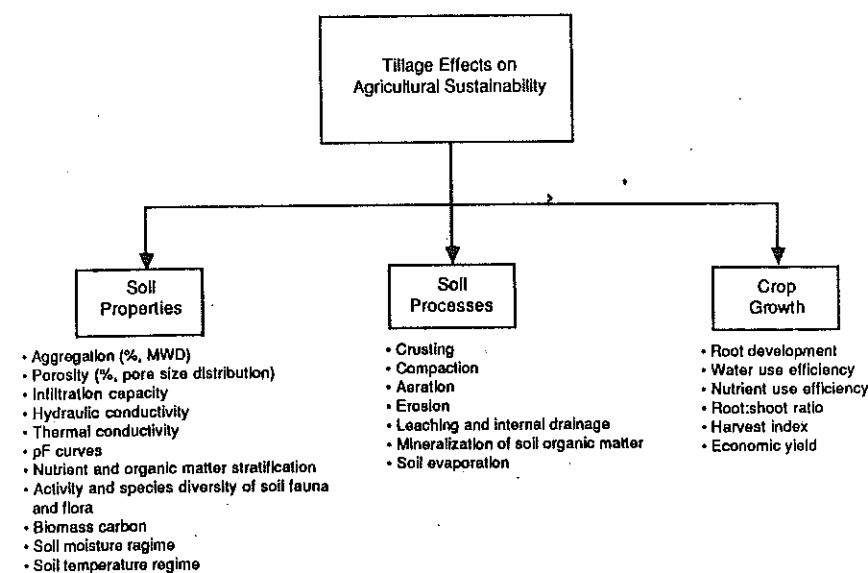 Tillage Effects on
Agricultural Sustainability
Soil
Properties
• Aggregation (%, MWD)
• Porosity (%, pore size distribution)
• Infiltration capacity
• Hydraulic conductivity
• Thermal conductivity
• pF curves
• Nutrient and organic matter stratification
• Activity and species diversity of soil fauna
and flora
• Biomass carbon
• Soil moisture ragime
• Soil temperature regime
Soil
Processes
• Crusting
• Compaction
• Aeration
• Erosion
• Leaching and internal drainage
• Mineralization of soil organic matter
• Soil evaporation
Crop
Growth
• Root development
• Water use efficiency
• Nutrient use efficiency
• Root:shoot ratio
• Harvest index
• Economic yield